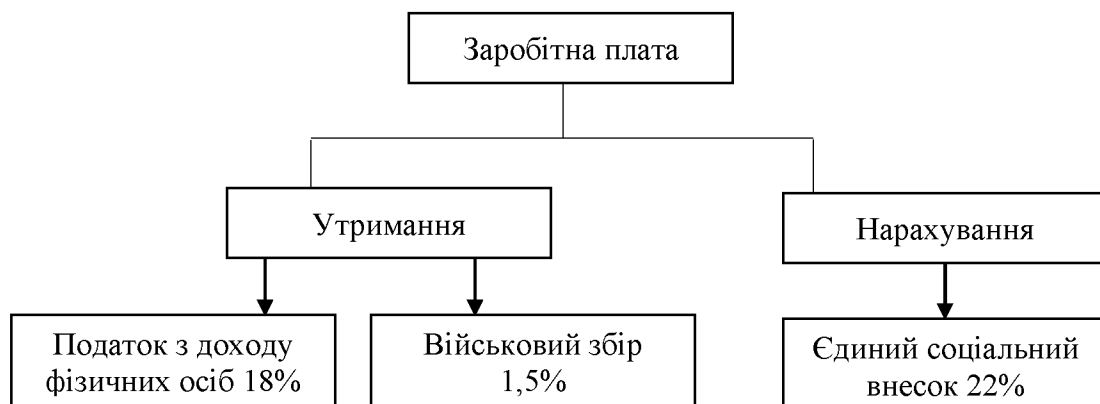 Заробітна плата
Утримання
Нарахування
Податок з доходу
фізичних осіб 18%
Військовий збір
1,5%
Єдиний соціальний
внесок 22%